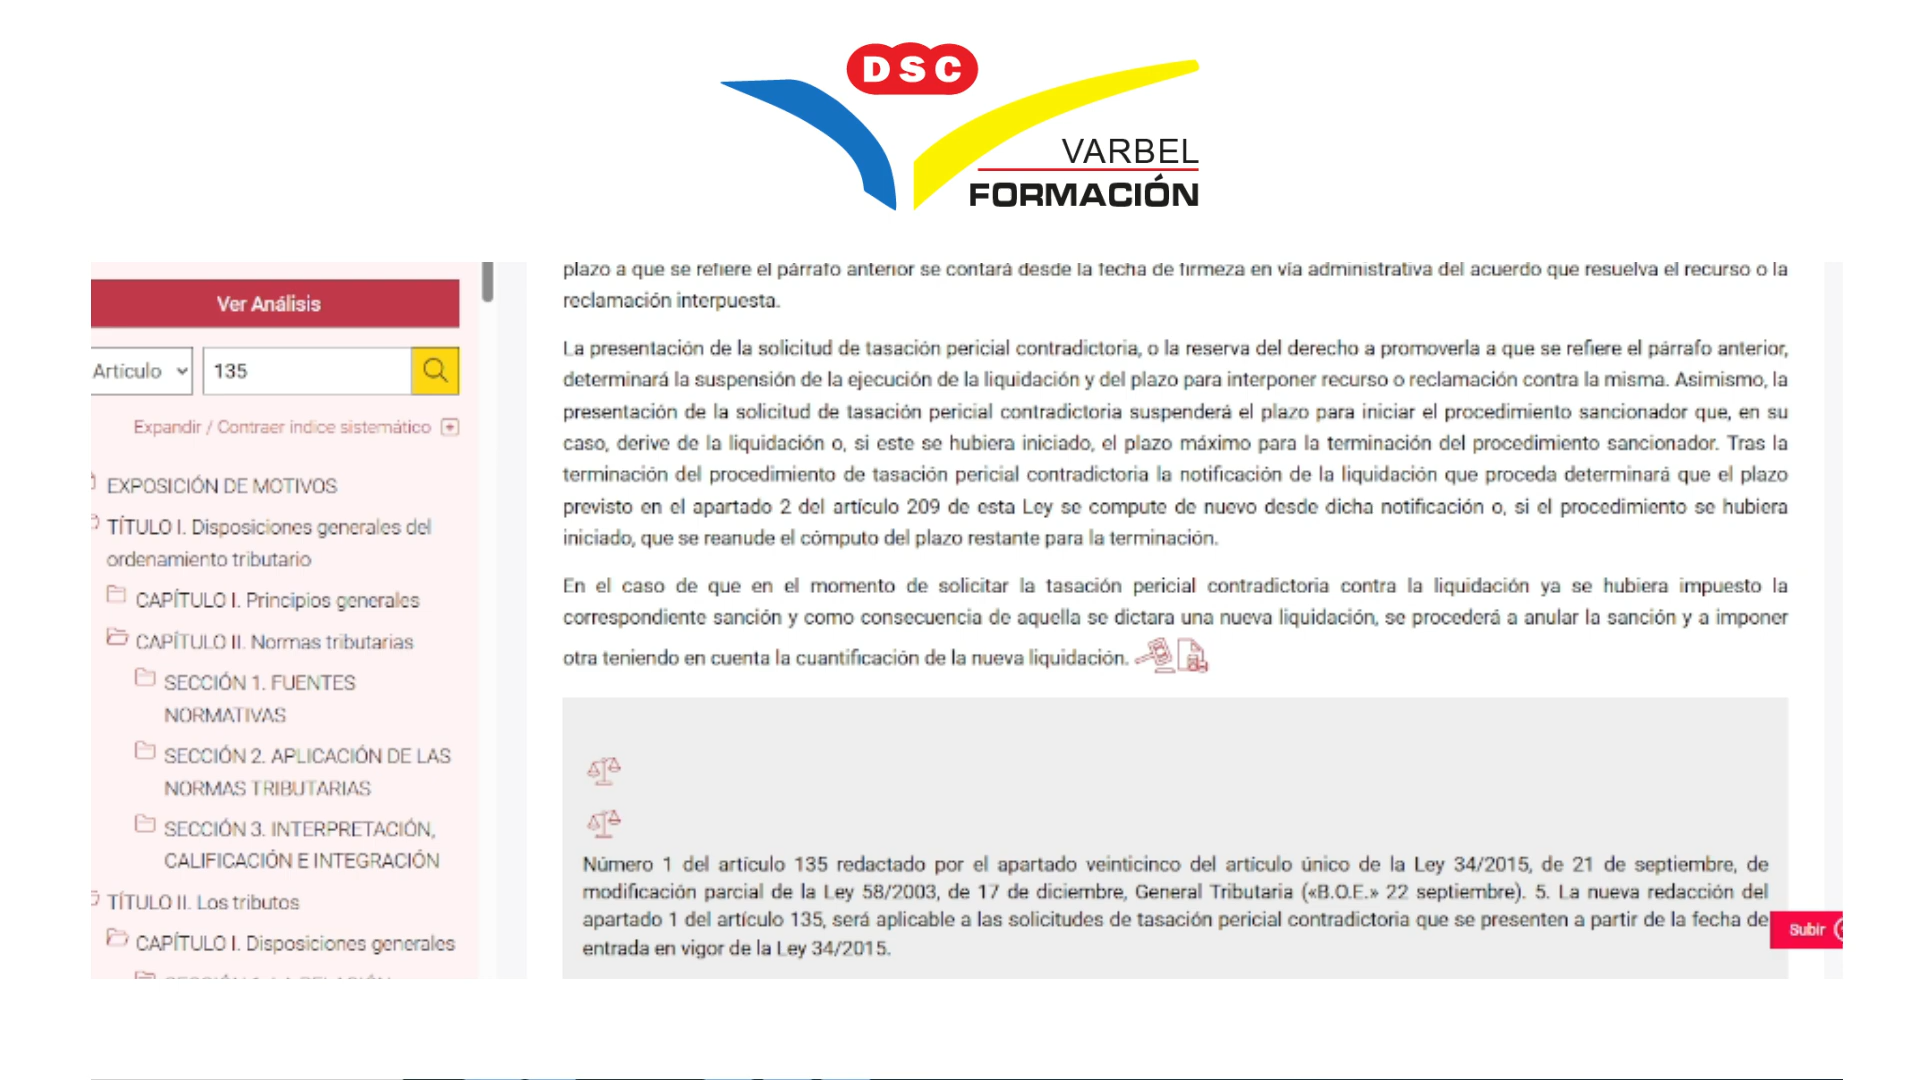 DSC
VARBEL
FORMACIÓN
Ver Análisis
Artículo
135
Expandir / Contraer índice sistemático
EXPOSICIÓN DE MOTIVOS
TÍTULO I. Disposiciones generales del
ordenamiento tributario
CAPÍTULO I. Principios generales
CAPÍTULO II. Normas tributarias
SECCIÓN 1. FUENTES
NORMATIVAS
SECCIÓN 2. APLICACIÓN DE LAS
NORMAS TRIBUTARIAS
SECCIÓN 3. INTERPRETACIÓN,
CALIFICACIÓN E INTEGRACIÓN
TÍTULO II. Los tributos
CAPÍTULO I. Disposiciones generales
plazo a que se refiere el párrafo anterior se contará desde la fecha de firmeza en vía administrativa del acuerdo que resuelva el recurso o la
reclamación interpuesta.
La presentación de la solicitud de tasación pericial contradictoria, o la reserva del derecho a promoverla a que se refiere el párrafo anterior,
determinará la suspensión de la ejecución de la liquidación y del plazo para interponer recurso o reclamación contra la misma. Asimismo, la
presentación de la solicitud de tasación pericial contradictoria suspenderá el plazo para iniciar el procedimiento sancionador que, en su
caso, derive de la liquidación o, si este se hubiera iniciado, el plazo máximo para la terminación del procedimiento sancionador. Tras la
terminación del procedimiento de tasación pericial contradictoria la notificación de la liquidación que proceda determinará que el plazo
previsto en el apartado 2 del artículo 209 de esta Ley se compute de nuevo desde dicha notificación o, si el procedimiento se hubiera
iniciado, que se reanude el cómputo del plazo restante para la terminación.
En el caso de que en el momento de solicitar la tasación pericial contradictoria contra la liquidación ya se hubiera impuesto la
correspondiente sanción y como consecuencia de aquella se dictara una nueva liquidación, se procederá a anular la sanción y a imponer
otra teniendo en cuenta la cuantificación de la nueva liquidación.
Número 1 del artículo 135 redactado por el apartado veinticinco del artículo único de la Ley 34/2015, de 21 de septiembre, de
modificación parcial de la Ley 58/2003, de 17 de diciembre, General Tributaria («B.O.E.» 22 septiembre). 5. La nueva redacción del
apartado 1 del artículo 135, será aplicable a las solicitudes de tasación pericial contradictoria que se presenten a partir de la fecha de
entrada en vigor de la Ley 34/2015.
Subir